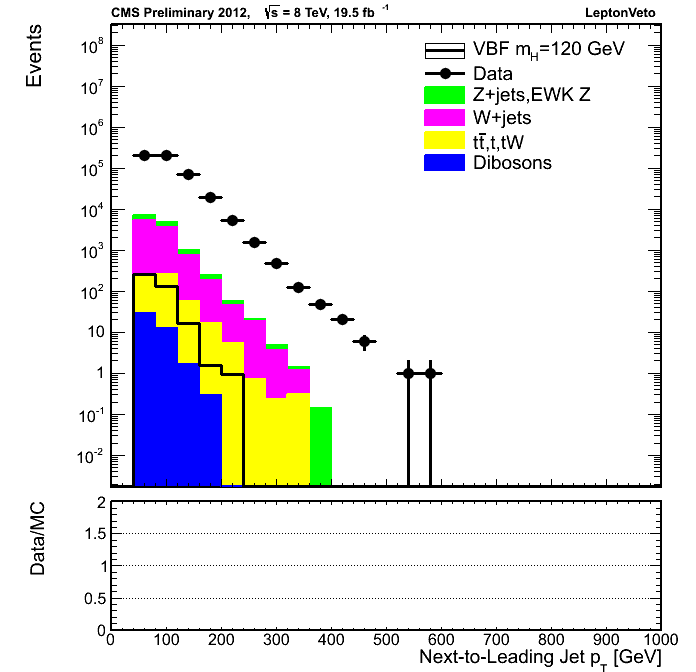 CMS Preliminary 2012, √s = 8 TeV, 19.5 fb⁻¹ LeptonVeto
Events
VBF m_H=120 GeV
Data
Z+jets,EWK Z
W+jets
tt̄,t,tW
Dibosons
10⁸
10⁷
10⁶
10⁵
10⁴
10³
10²
10
1
10⁻¹
10⁻²
Data/MC
2
1.5
1
0.5
0
0 100 200 300 400 500 600 700 800 900 1000
Next-to-Leading Jet p_T [GeV]